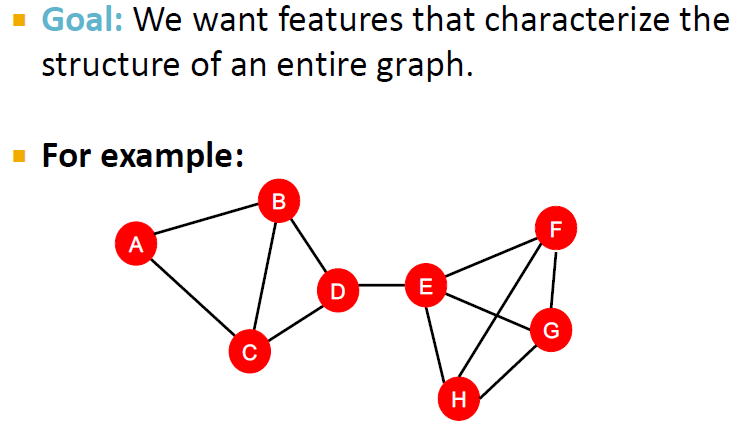 Goal: We want features that characterize the
structure of an entire graph.
For example:
B
A
F
D
E
G
C
H